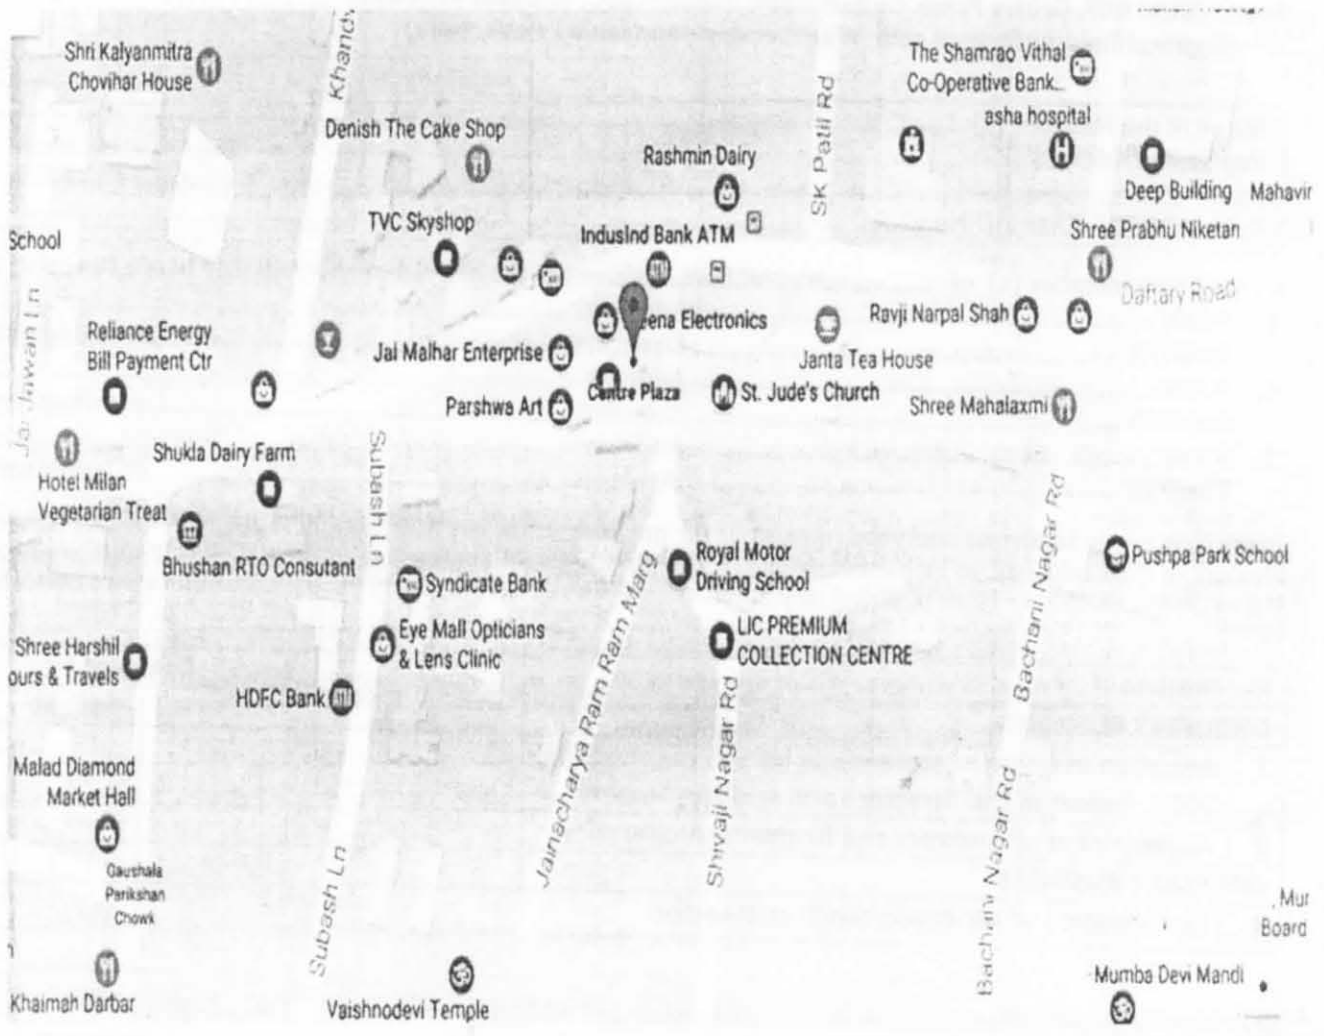 Shri Kalyanmitra
Chovihar House
The Shamrao Vithal
Co-Operative Bank...
asha hospital
Denish The Cake Shop
Rashmin Dairy
SK Patil Rd
Deep Building
Mahavir
TVC Skyshop
IndusInd Bank ATM
Shree Prabhu Niketan
School
Daftary Road
Reliance Energy
Bill Payment Ctr
eena Electronics
Ravji Narpal Shah
Jai Malhar Enterprise
Janta Tea House
Centre Plaza
St. Jude's Church
Parshwa Art
Shree Mahalaxmi
Jai Jawan Ln
Shukla Dairy Farm
Hotel Milan
Vegetarian Treat
Subash Ln
Bhushan RTO Consutant
Syndicate Bank
Royal Motor
Driving School
Pushpa Park School
Bachani Nagar Rd
Eye Mall Opticians
& Lens Clinic
LIC PREMIUM
COLLECTION CENTRE
Shree Harshil
ours & Travels
HDFC Bank
Jainacharya Ram Ram Marg
Shivaji Nagar Rd
Malad Diamond
Market Hall
Bachani Nagar Rd
Gaushala
Parikshan
Chowk
Subash Ln
Mur
Board
Khaimah Darbar
Vaishnodevi Temple
Mumba Devi Mandi